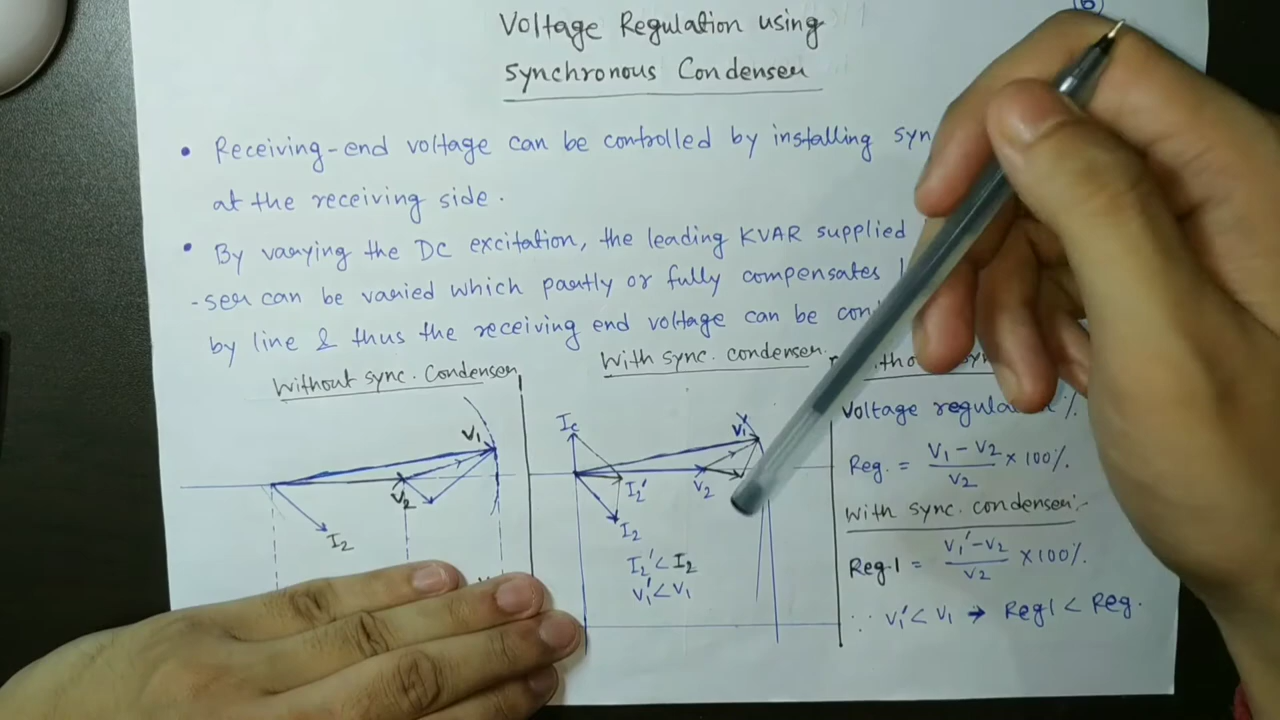 6
Voltage Regulation using
Synchronous Condenser
• Receiving-end voltage can be controlled by installing syn
at the receiving side.
• By varying the DC excitation, the leading KVAR supplied
-ser can be varied which partly or fully compensates
by line & thus the receiving end voltage can be con
Without sync. Condensen
With sync. condenser.
Voltage regula
Reg. = V1 - V2 / V2 × 100%.
With sync. condenser:-
Reg.1 = V1' - V2 / V2 × 100%.
∴ V1' < V1 → Reg1 < Reg.
V1
V2
I2
Ic
V1
V2
I2'
I2
I2' < I2
V1' < V1